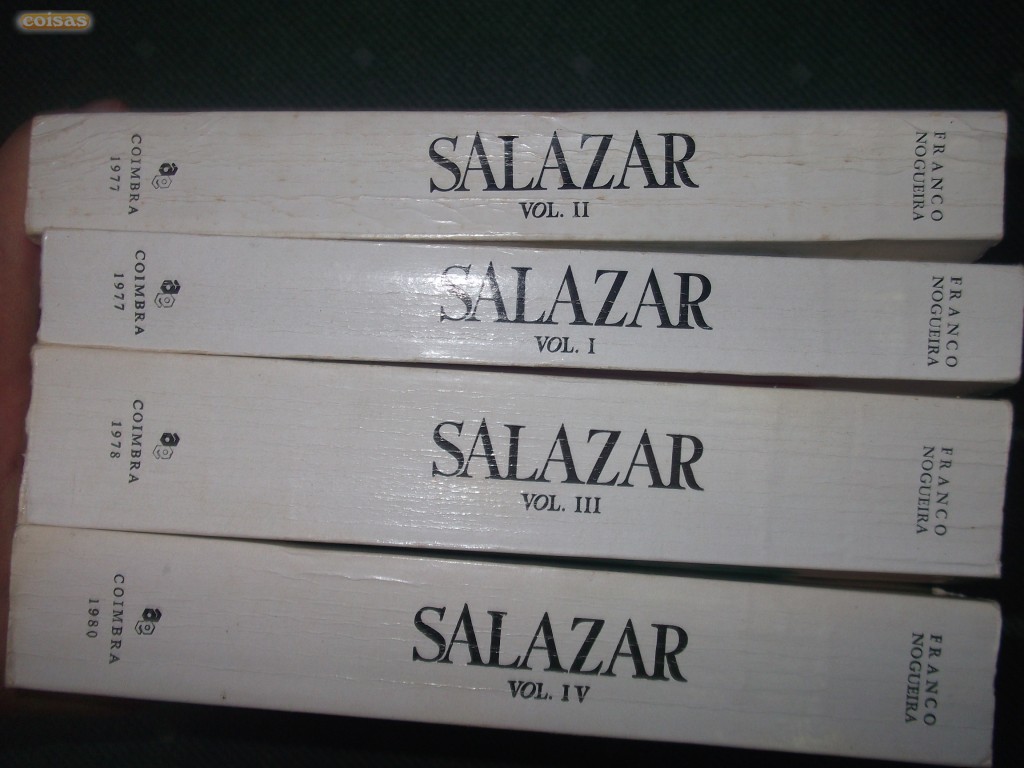 coisas
COIMBRA
1977
SALAZAR
VOL. II
FRANCO
NOGUEIRA
COIMBRA
1977
SALAZAR
VOL. I
FRANCO
NOGUEIRA
COIMBRA
1978
SALAZAR
VOL. III
FRANCO
NOGUEIRA
COIMBRA
1980
SALAZAR
VOL. IV
FRANCO
NOGUEIRA